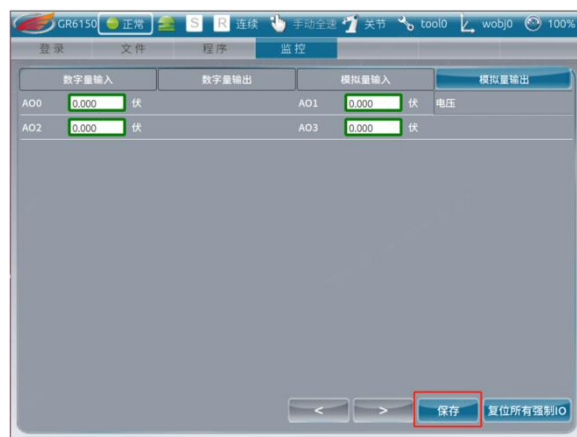 GR6150 正常 S R 连续 手动全速 关节 tool0 wobj0 100%
登录 文件 程序 监控
数字量输入 数字量输出 模拟量输入 模拟量输出
AO0 0.000 伏 AO1 0.000 伏 电压
AO2 0.000 伏 AO3 0.000 伏
< > 保存 复位所有强制IO